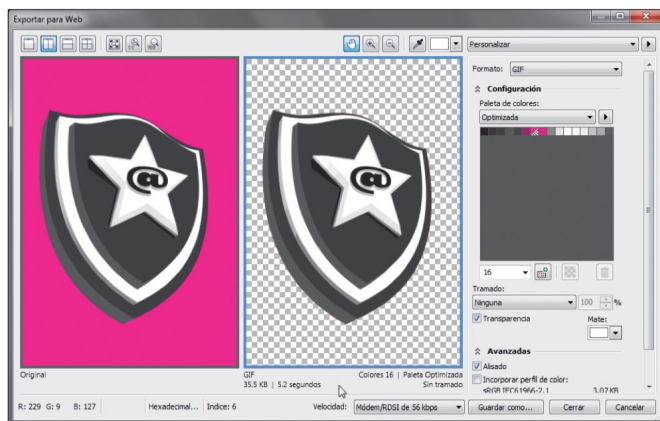 Exportar para Web
Personalizar
Formato: GIF
Configuración
Paleta de colores:
Optimizada
16
Tramado:
Ninguna 100 %
Transparencia Mate:
Avanzadas
Alisado
Incorporar perfil de color:
sRGB IEC61966-2.1 3.07 KB
@
@
Original
GIF Colores 16 | Paleta Optimizada
35.5 KB | 5.2 segundos Sin tramado
R: 229 G: 9 B: 127 Hexadecimal... Indice: 6 Velocidad: Módem/RDSI de 56 kbps Guardar como... Cerrar Cancelar